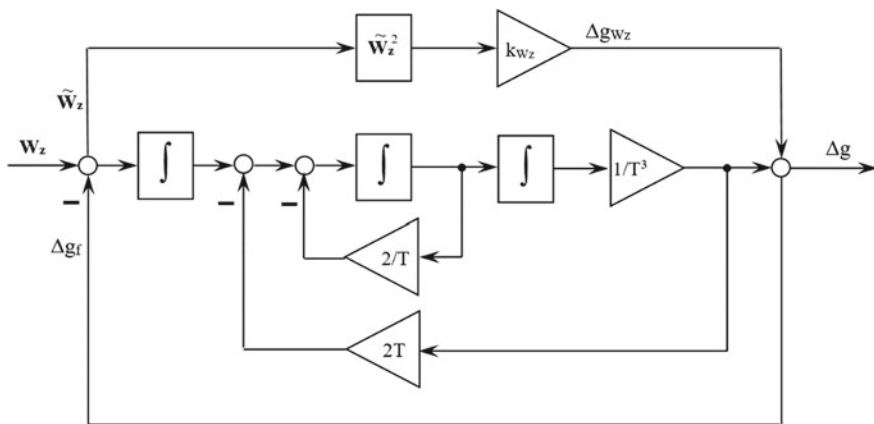 W̃z²
kwz
Δgwz
W̃z
Wz
∫
∫
∫
1/T³
Δg
−
−
−
Δgf
2/T
2T